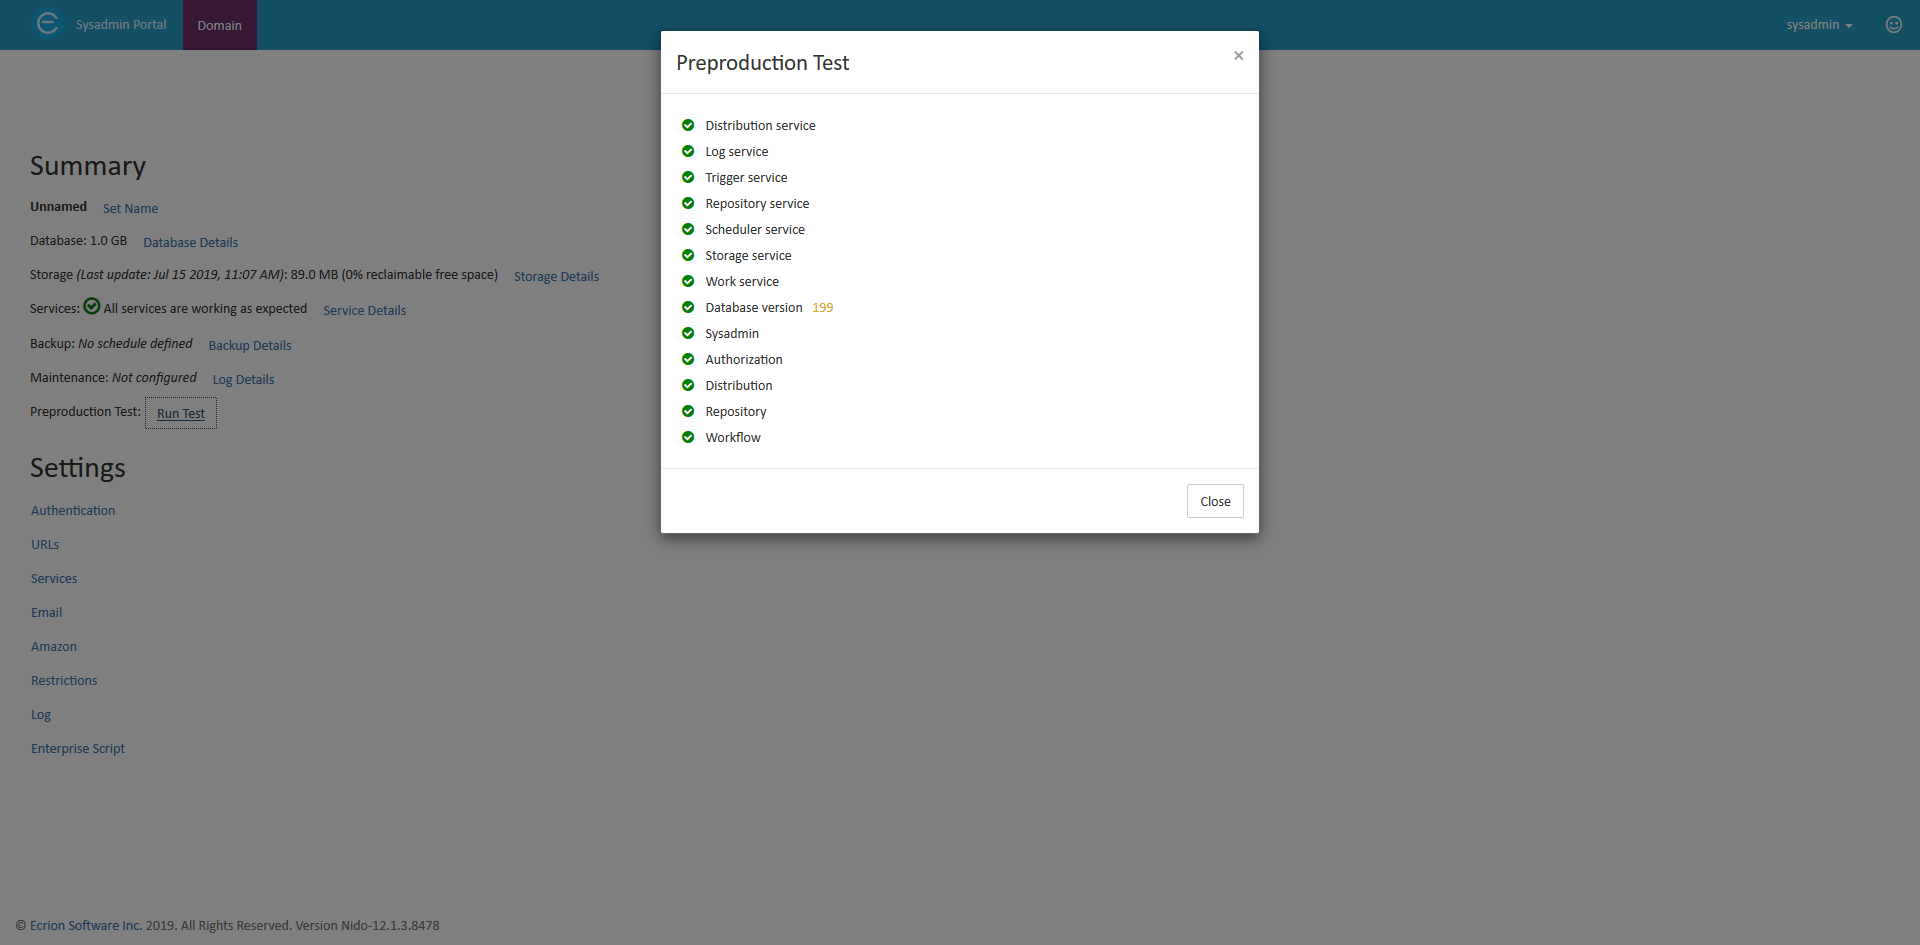 Sysadmin Portal
Domain
sysadmin
Preproduction Test
×
Distribution service
Log service
Trigger service
Repository service
Scheduler service
Storage service
Work service
Database version 199
Sysadmin
Authorization
Distribution
Repository
Workflow
Close
Summary
Unnamed Set Name
Database: 1.0 GB Database Details
Storage (Last update: Jul 15 2019, 11:07 AM): 89.0 MB (0% reclaimable free space) Storage Details
Services: All services are working as expected Service Details
Backup: No schedule defined Backup Details
Maintenance: Not configured Log Details
Preproduction Test: Run Test
Settings
Authentication
URLs
Services
Email
Amazon
Restrictions
Log
Enterprise Script
© Ecrion Software Inc. 2019. All Rights Reserved. Version Nido-12.1.3.8478